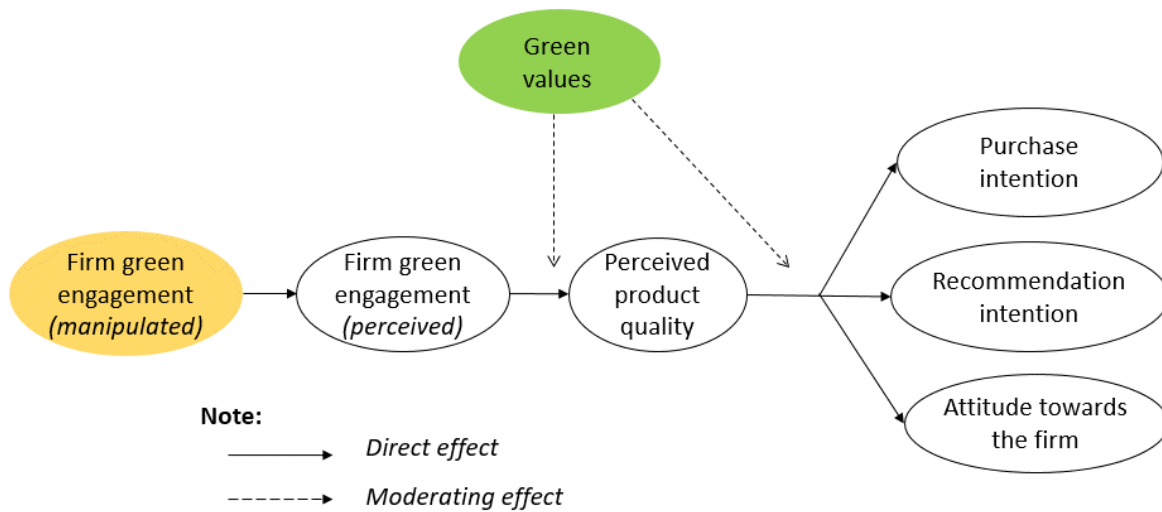 Green
values
Purchase
intention
Firm green
engagement
(manipulated)
Firm green
engagement
(perceived)
Perceived
product
quality
Recommendation
intention
Attitude towards
the firm
Note:
Direct effect
Moderating effect